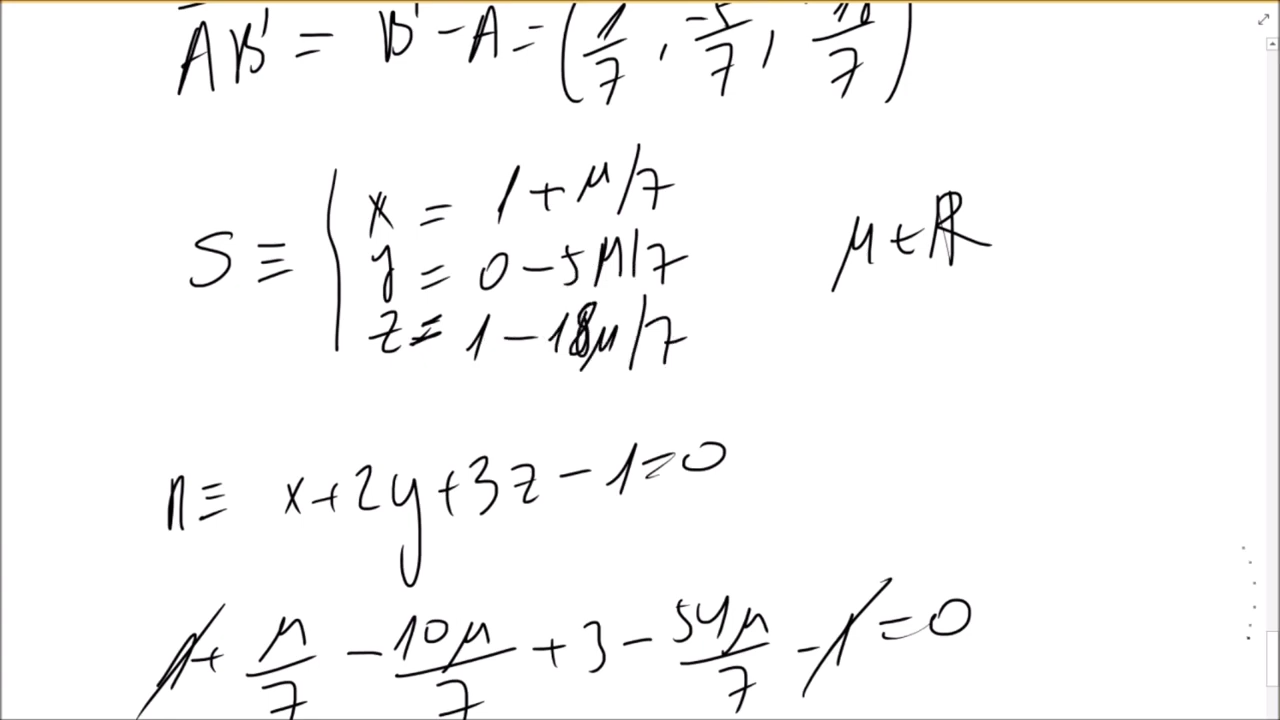 AB' = B' - A = (1/7, -5/7, /7)
S ≡ { x = 1 + μ/7
y = 0 - 5μ/7 μ ∈ ℝ
z = 1 - 18μ/7
π ≡ x + 2y + 3z - 1 = 0
1 + μ/7 - 10μ/7 + 3 - 54μ/7 - 1 = 0